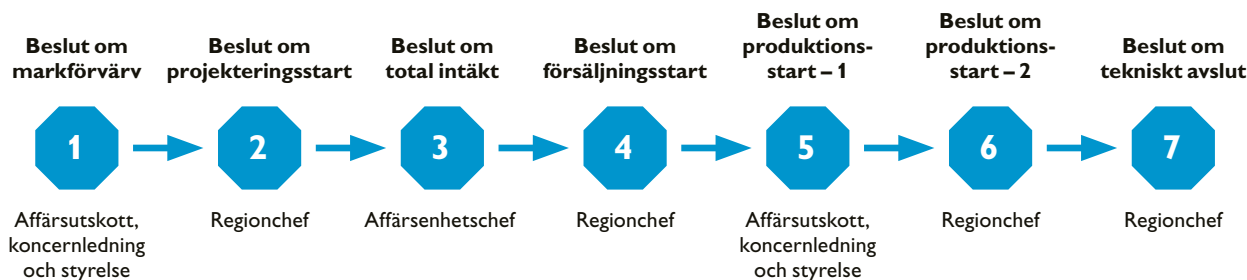 Beslut om
markförvärv
Beslut om
projekteringsstart
Beslut om
total intäkt
Beslut om
försäljningsstart
Beslut om
produktions-
start – 1
Beslut om
produktions-
start – 2
Beslut om
tekniskt avslut
1
2
3
4
5
6
7
Affärsutskott,
koncernledning
och styrelse
Regionchef
Affärsenhetschef
Regionchef
Affärsutskott,
koncernledning
och styrelse
Regionchef
Regionchef